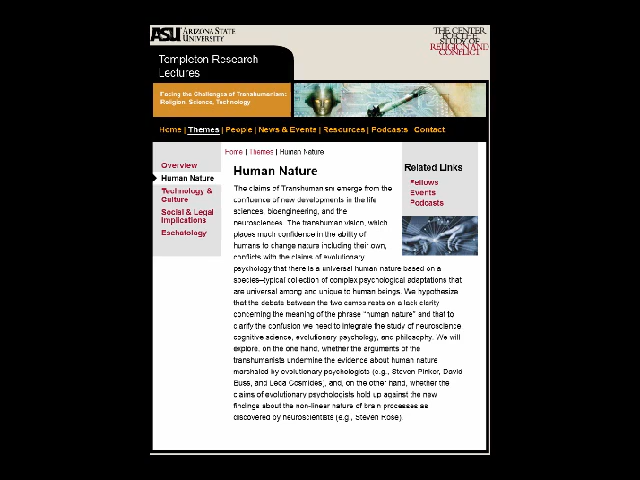 ASU ARIZONA STATE
UNIVERSITY
THE CENTER
FOR THE
STUDY OF
RELIGION AND
CONFLICT
Templeton Research
Lectures
Facing the Challenges of Transhumanism:
Religion, Science, Technology
Home | Themes | People | News & Events | Resources | Podcasts Contact
Overview
Human Nature
Technology &
Culture
Social & Legal
Implications
Eschatology
Home | Themes | Human Nature
Human Nature
The claims of Transhumanism emerge from the
confluence of new developments in the life
sciences, bioengineering, and the
neurosciences. The transhuman vision, which
places much confidence in the ability of
humans to change nature including their own,
conflicts with the claims of evolutionary
psychology that there is a universal human nature based on a
species–typical collection of complex psychological adaptations that
are universal among and unique to human beings. We hypothesize
that the debate between the two camps rests on a lack clarity
concerning the meaning of the phrase “human nature” and that to
clarify the confusion we need to integrate the study of neuroscience
cognitive science, evolutionary psychology, and philosophy. We will
explore, on the one hand, whether the arguments of the
transhumanists undermine the evidence about human nature
marshaled by evolutionary psychologists (e.g., Steven Pinker, David
Buss, and Leda Cosmides), and, on the other hand, whether the
claims of evolutionary psychologists hold up against the new
findings about the non-linear nature of brain processes as
discovered by neuroscientists (e.g., Steven Rose).
Related Links
Fellows
Events
Podcasts